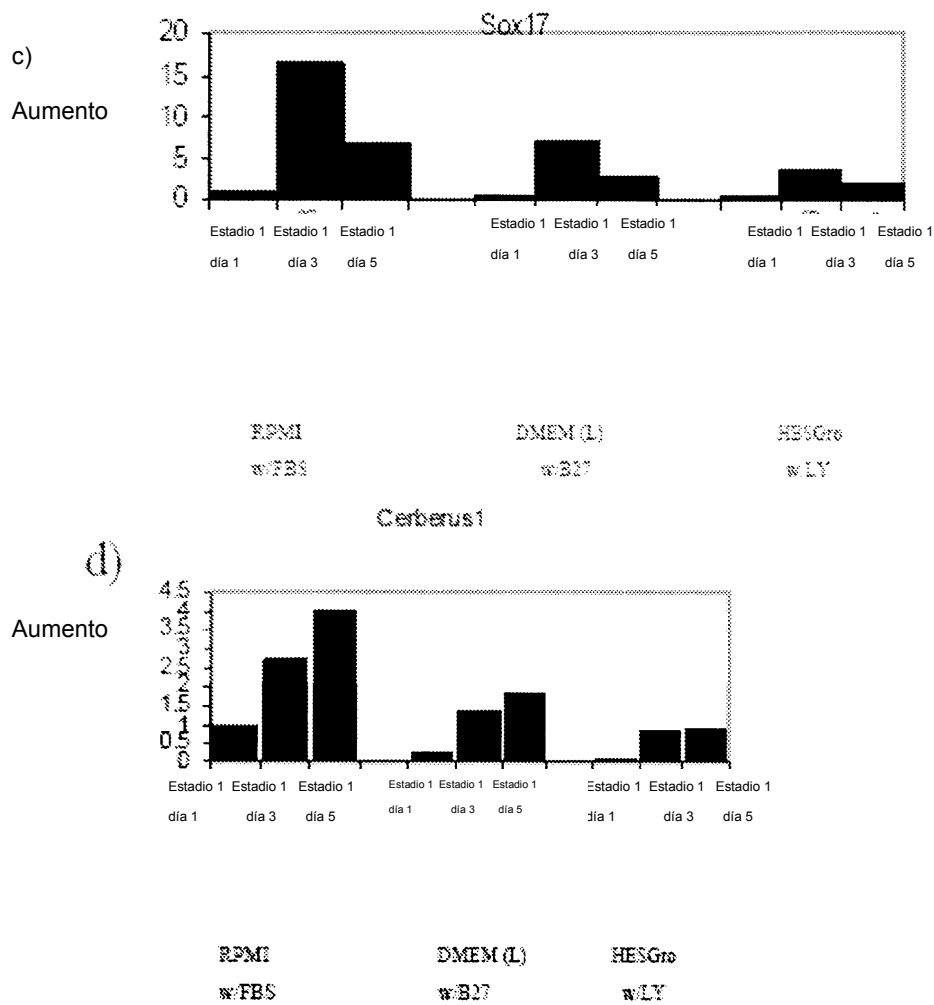 Sox17
c)
Aumento
20
15
10
5
0
Estadio 1 Estadio 1 Estadio 1 Estadio 1 Estadio 1 Estadio 1 Estadio 1 Estadio 1 Estadio 1
día 1 día 3 día 5 día 1 día 3 día 5 día 1 día 3 día 5
RPMI DMEM (L)
w/FBS w/B27 w/LY
Cerberus1
d)
Aumento
4.5
1
0
Estadio 1 Estadio 1 Estadio 1 Estadio 1 Estadio 1 Estadio 1 Estadio 1 Estadio 1 Estadio 1
día 1 día 3 día 5 día 1 día 3 día 5 día 1 día 3 día 5
RPMI DMEM (L) HESGro
w/FBS w/B27 w/LY